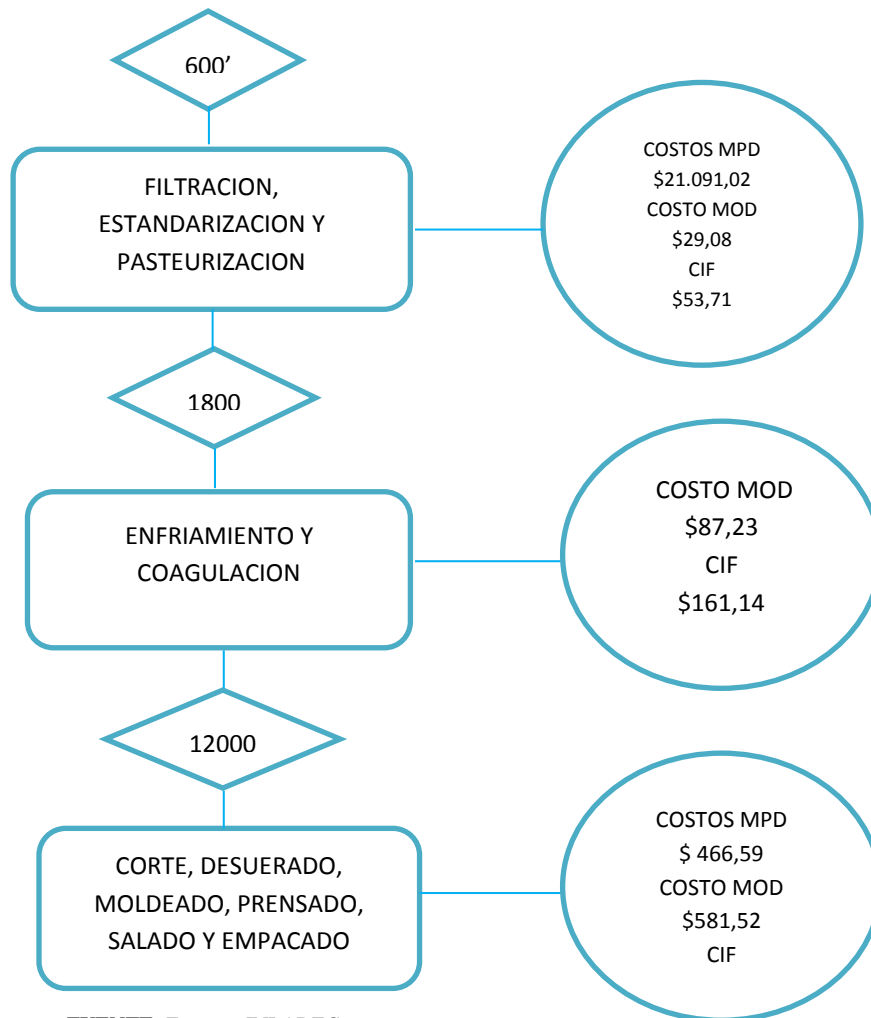 600’
FILTRACION,
ESTANDARIZACION Y
PASTEURIZACION
COSTOS MPD
$21.091,02
COSTO MOD
$29,08
CIF
$53,71
1800
ENFRIAMIENTO Y
COAGULACION
COSTO MOD
$87,23
CIF
$161,14
12000
CORTE, DESUERADO,
MOLDEADO, PRENSADO,
SALADO Y EMPACADO
COSTOS MPD
$ 466,59
COSTO MOD
$581,52
CIF